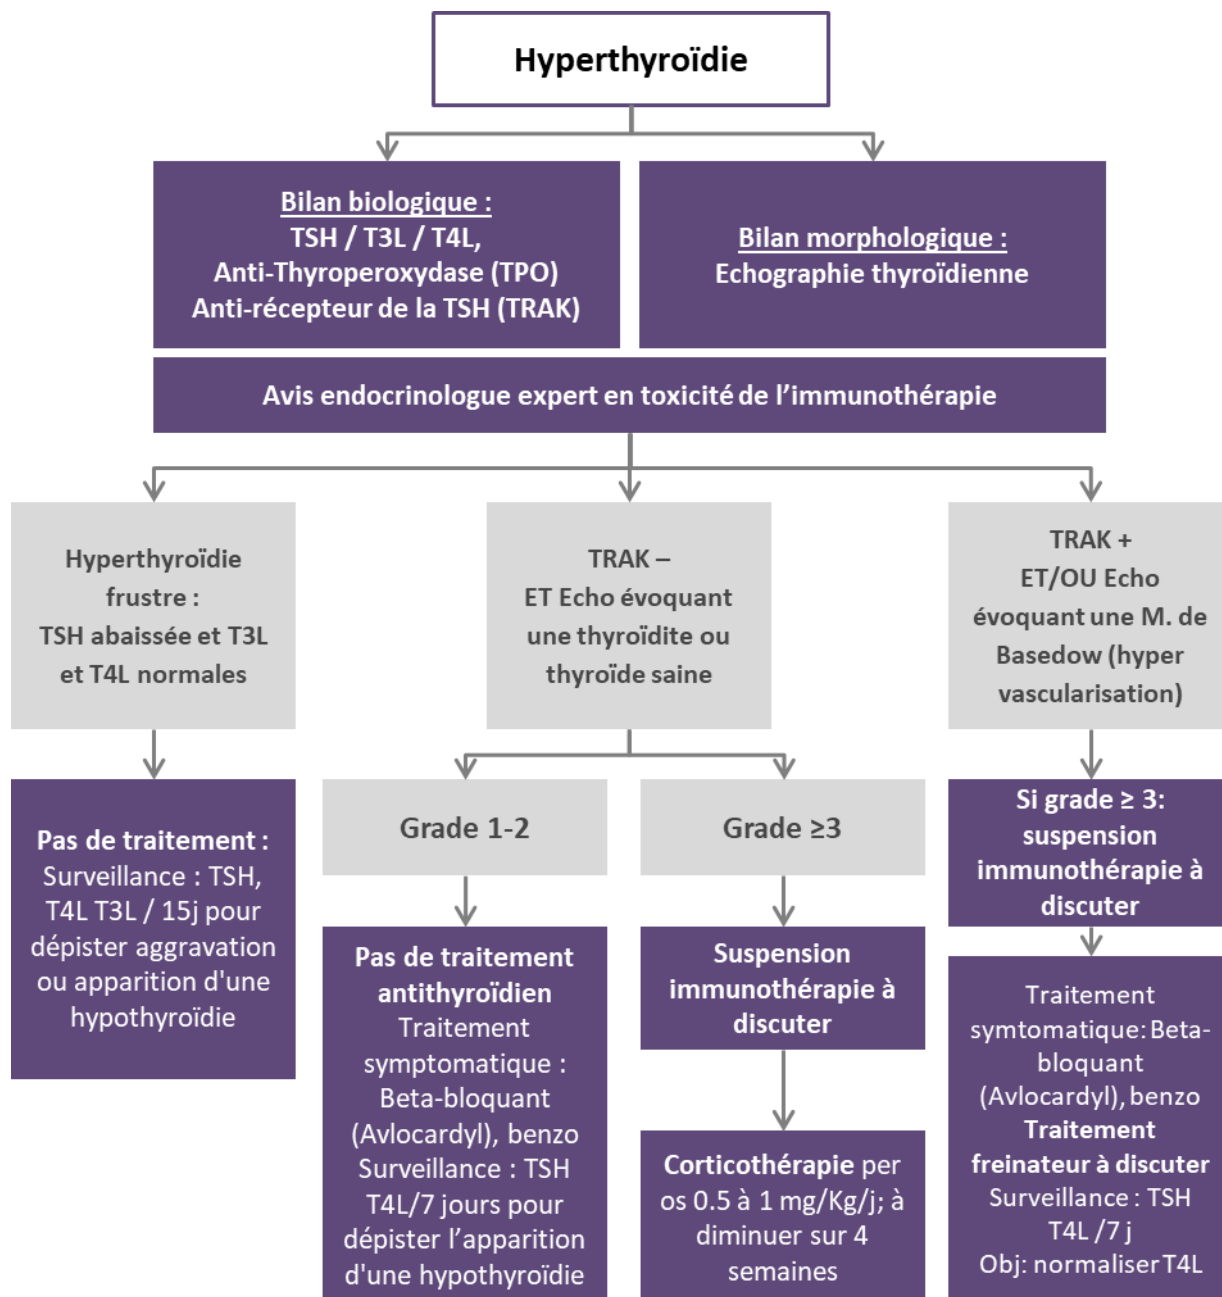 Hyperthyroïdie
Bilan biologique :
TSH / T3L / T4L,
Anti-Thyroperoxydase (TPO)
Anti-récepteur de la TSH (TRAK)
Bilan morphologique :
Echographie thyroïdienne
Avis endocrinologue expert en toxicité de l’immunothérapie
Hyperthyroïdie
frustre :
TSH abaissée et T3L
et T4L normales
TRAK –
ET Echo évoquant
une thyroïdite ou
thyroïde saine
TRAK +
ET/OU Echo
évoquant une M. de
Basedow (hyper
vascularisation)
Pas de traitement :
Surveillance : TSH,
T4L T3L / 15j pour
dépister aggravation
ou apparition d'une
hypothyroïdie
Grade 1-2
Pas de traitement
antithyroïdien
Traitement
symptomatique :
Beta-bloquant
(Avlocardyl), benzo
Surveillance : TSH
T4L/7 jours pour
dépister l’apparition
d'une hypothyroïdie
Grade ≥3
Suspension
immunothérapie à
discuter
Corticothérapie per
os 0.5 à 1 mg/Kg/j; à
diminuer sur 4
semaines
Si grade ≥ 3:
suspension
immunothérapie à
discuter
Traitement
symtomatique: Beta-
bloquant
(Avlocardyl), benzo
Traitement
freinateur à discuter
Surveillance : TSH
T4L /7 j
Obj: normaliser T4L